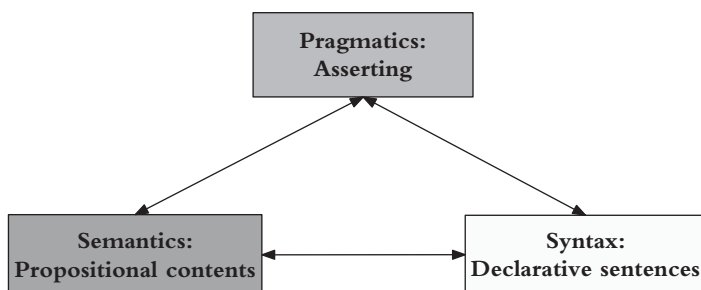 Pragmatics:
Asserting
Semantics:
Propositional contents
Syntax:
Declarative sentences